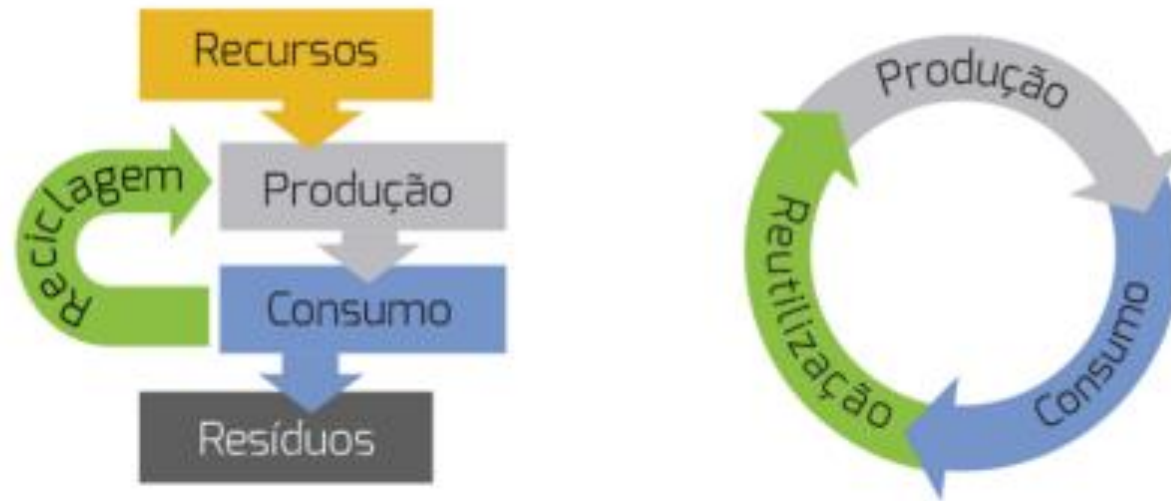 Recursos
Reciclagem
Produção
Consumo
Resíduos
Produção
Consumo
Reutilização